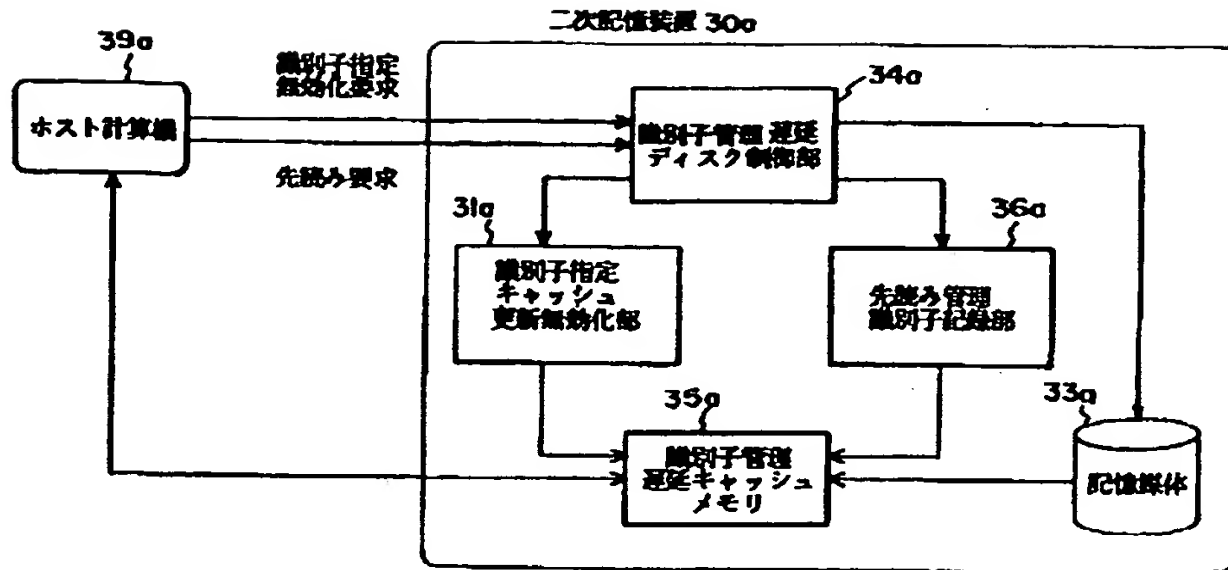 二次記憶装置 30a
39a
識別子指定
無効化要求
34a
ホスト計算機
識別子管理 遅延
ディスク制御部
先読み要求
31a
36a
識別子指定
キャッシュ
更新無効化部
先読み管理
識別子記録部
35a
33a
識別子管理
遅延キャッシュ
メモリ
記憶媒体